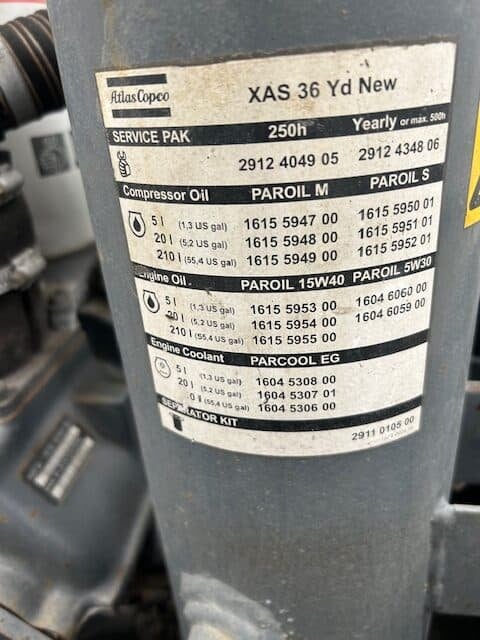 Atlas Copco
XAS 36 Yd New
SERVICE PAK 250h Yearly or max. 500h
2912 4049 05 2912 4348 06
Compressor Oil PAROIL M PAROIL S
5 l (1,3 US gal) 1615 5947 00 1615 5950 01
20 l (5,2 US gal) 1615 5948 00 1615 5951 01
210 l (55,4 US gal) 1615 5949 00 1615 5952 01
Engine Oil PAROIL 15W40 PAROIL 5W30
5 l (1,3 US gal) 1615 5953 00 1604 6060 00
20 l (5,2 US gal) 1615 5954 00 1604 6059 00
210 l (55,4 US gal) 1615 5955 00
Engine Coolant PARCOOL EG
5 l (1,3 US gal) 1604 5308 00
20 l (5,2 US gal) 1604 5307 01
0 l (55,4 US gal) 1604 5306 00
SEPARATOR KIT
2911 0105 00